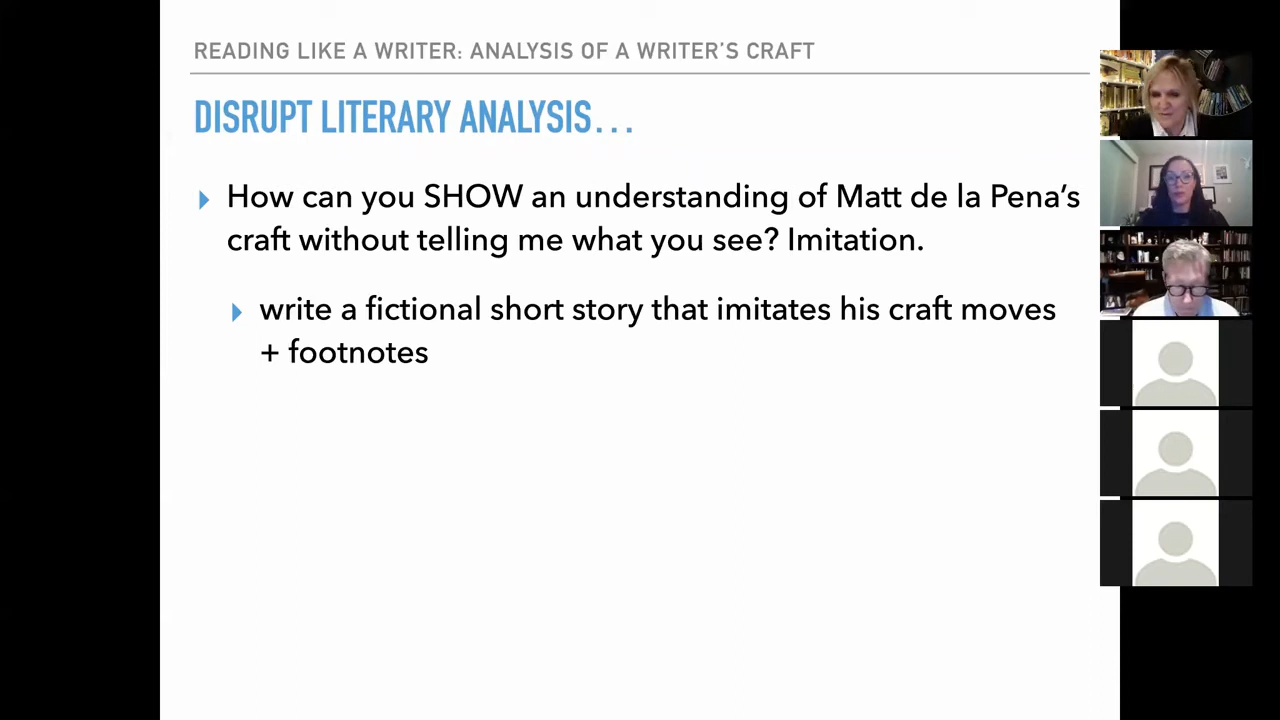 READING LIKE A WRITER: ANALYSIS OF A WRITER’S CRAFT
DISRUPT LITERARY ANALYSIS...
How can you SHOW an understanding of Matt de la Pena’s
craft without telling me what you see? Imitation.
write a fictional short story that imitates his craft moves
+ footnotes